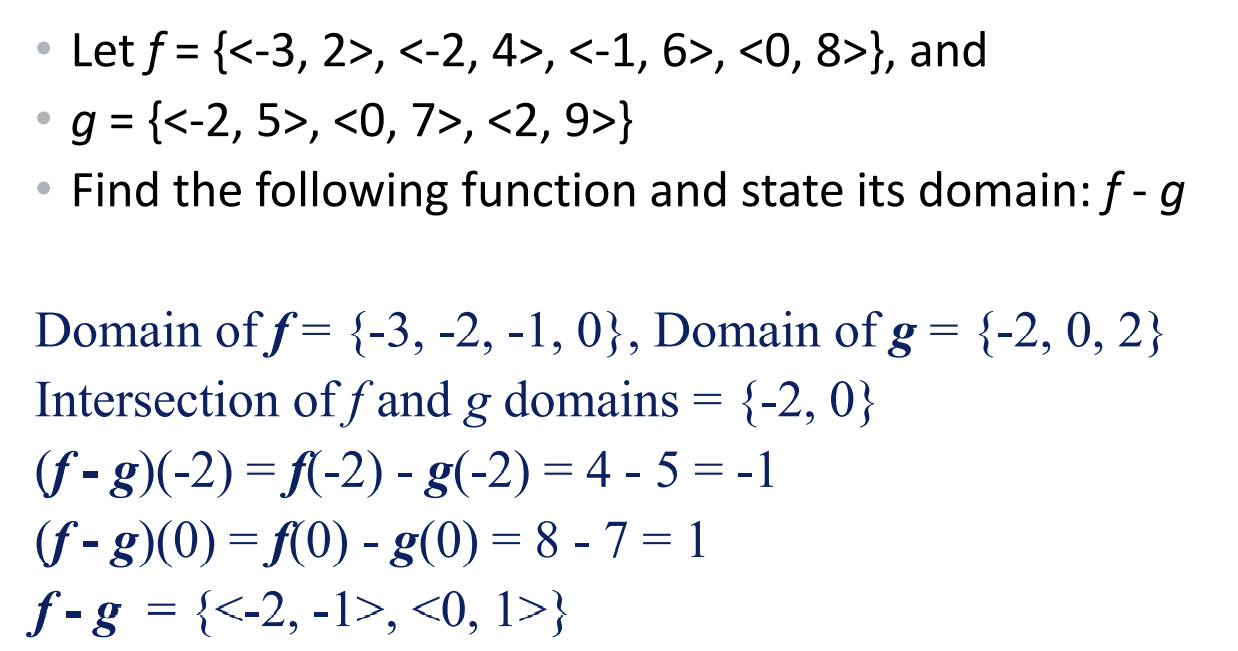 • Let f = {<-3, 2>, <-2, 4>, <-1, 6>, <0, 8>}, and
• g = {<-2, 5>, <0, 7>, <2, 9>}
• Find the following function and state its domain: f - g
Domain of f = {-3, -2, -1, 0}, Domain of g = {-2, 0, 2}
Intersection of f and g domains = {-2, 0}
(f - g)(-2) = f(-2) - g(-2) = 4 - 5 = -1
(f - g)(0) = f(0) - g(0) = 8 - 7 = 1
f - g = {<-2, -1>, <0, 1>}